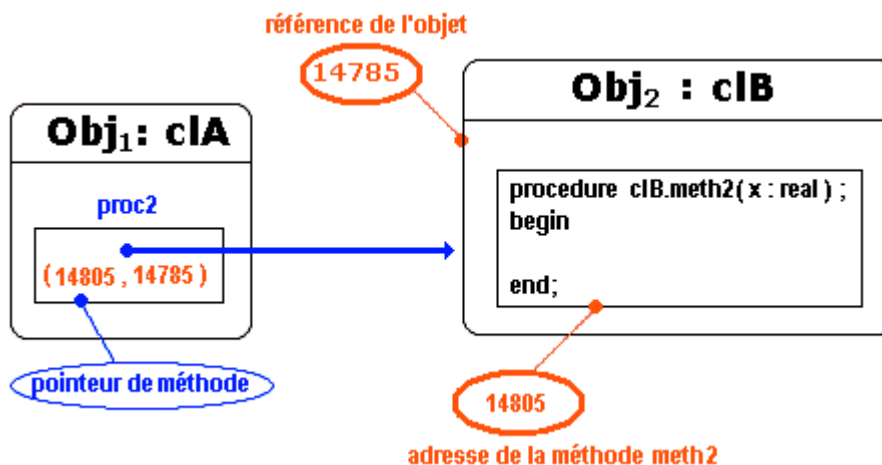 référence de l'objet
14785
Obj₁: clA
proc2
(14805, 14785)
pointeur de méthode
Obj₂ : clB
procedure clB.meth2( x : real ) ;
begin
end;
14805
adresse de la méthode meth2